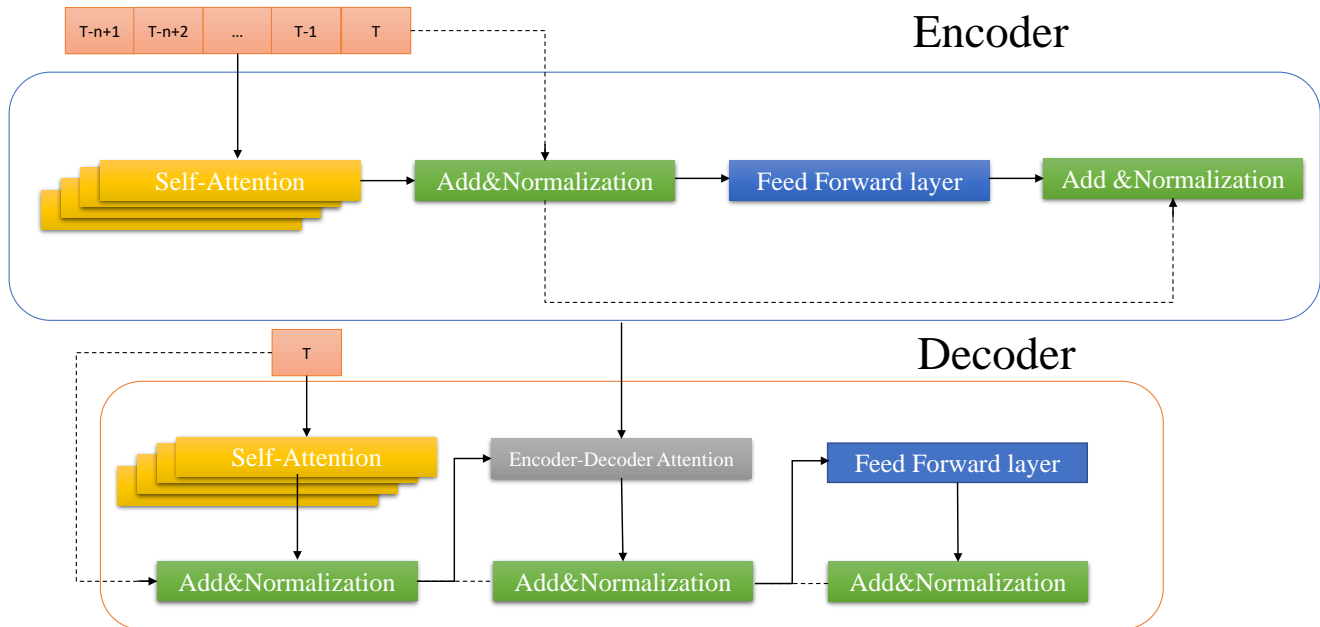 T-n+1 T-n+2 ... T-1 T
Encoder
Self-Attention Add&Normalization Feed Forward layer Add &Normalization
T
Decoder
Self-Attention Encoder-Decoder Attention Feed Forward layer
Add&Normalization Add&Normalization Add&Normalization